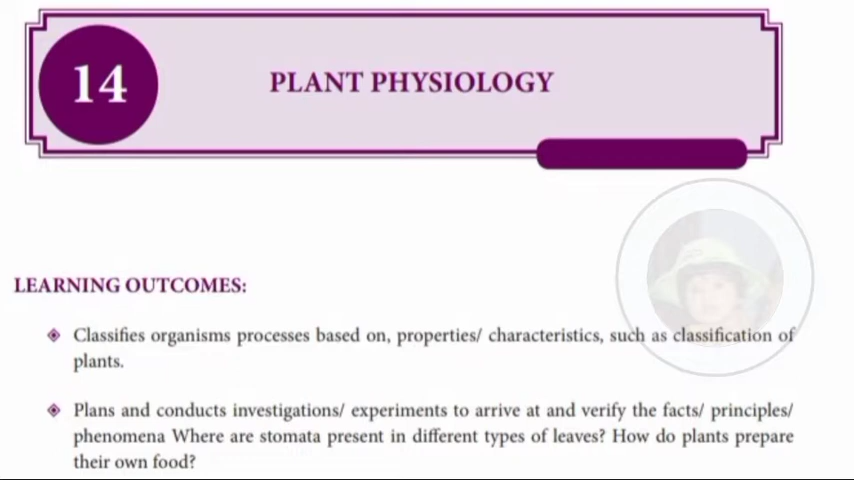 14
PLANT PHYSIOLOGY
LEARNING OUTCOMES:
Classifies organisms processes based on, properties/ characteristics, such as classification of
plants.
Plans and conducts investigations/ experiments to arrive at and verify the facts/ principles/
phenomena Where are stomata present in different types of leaves? How do plants prepare
their own food?